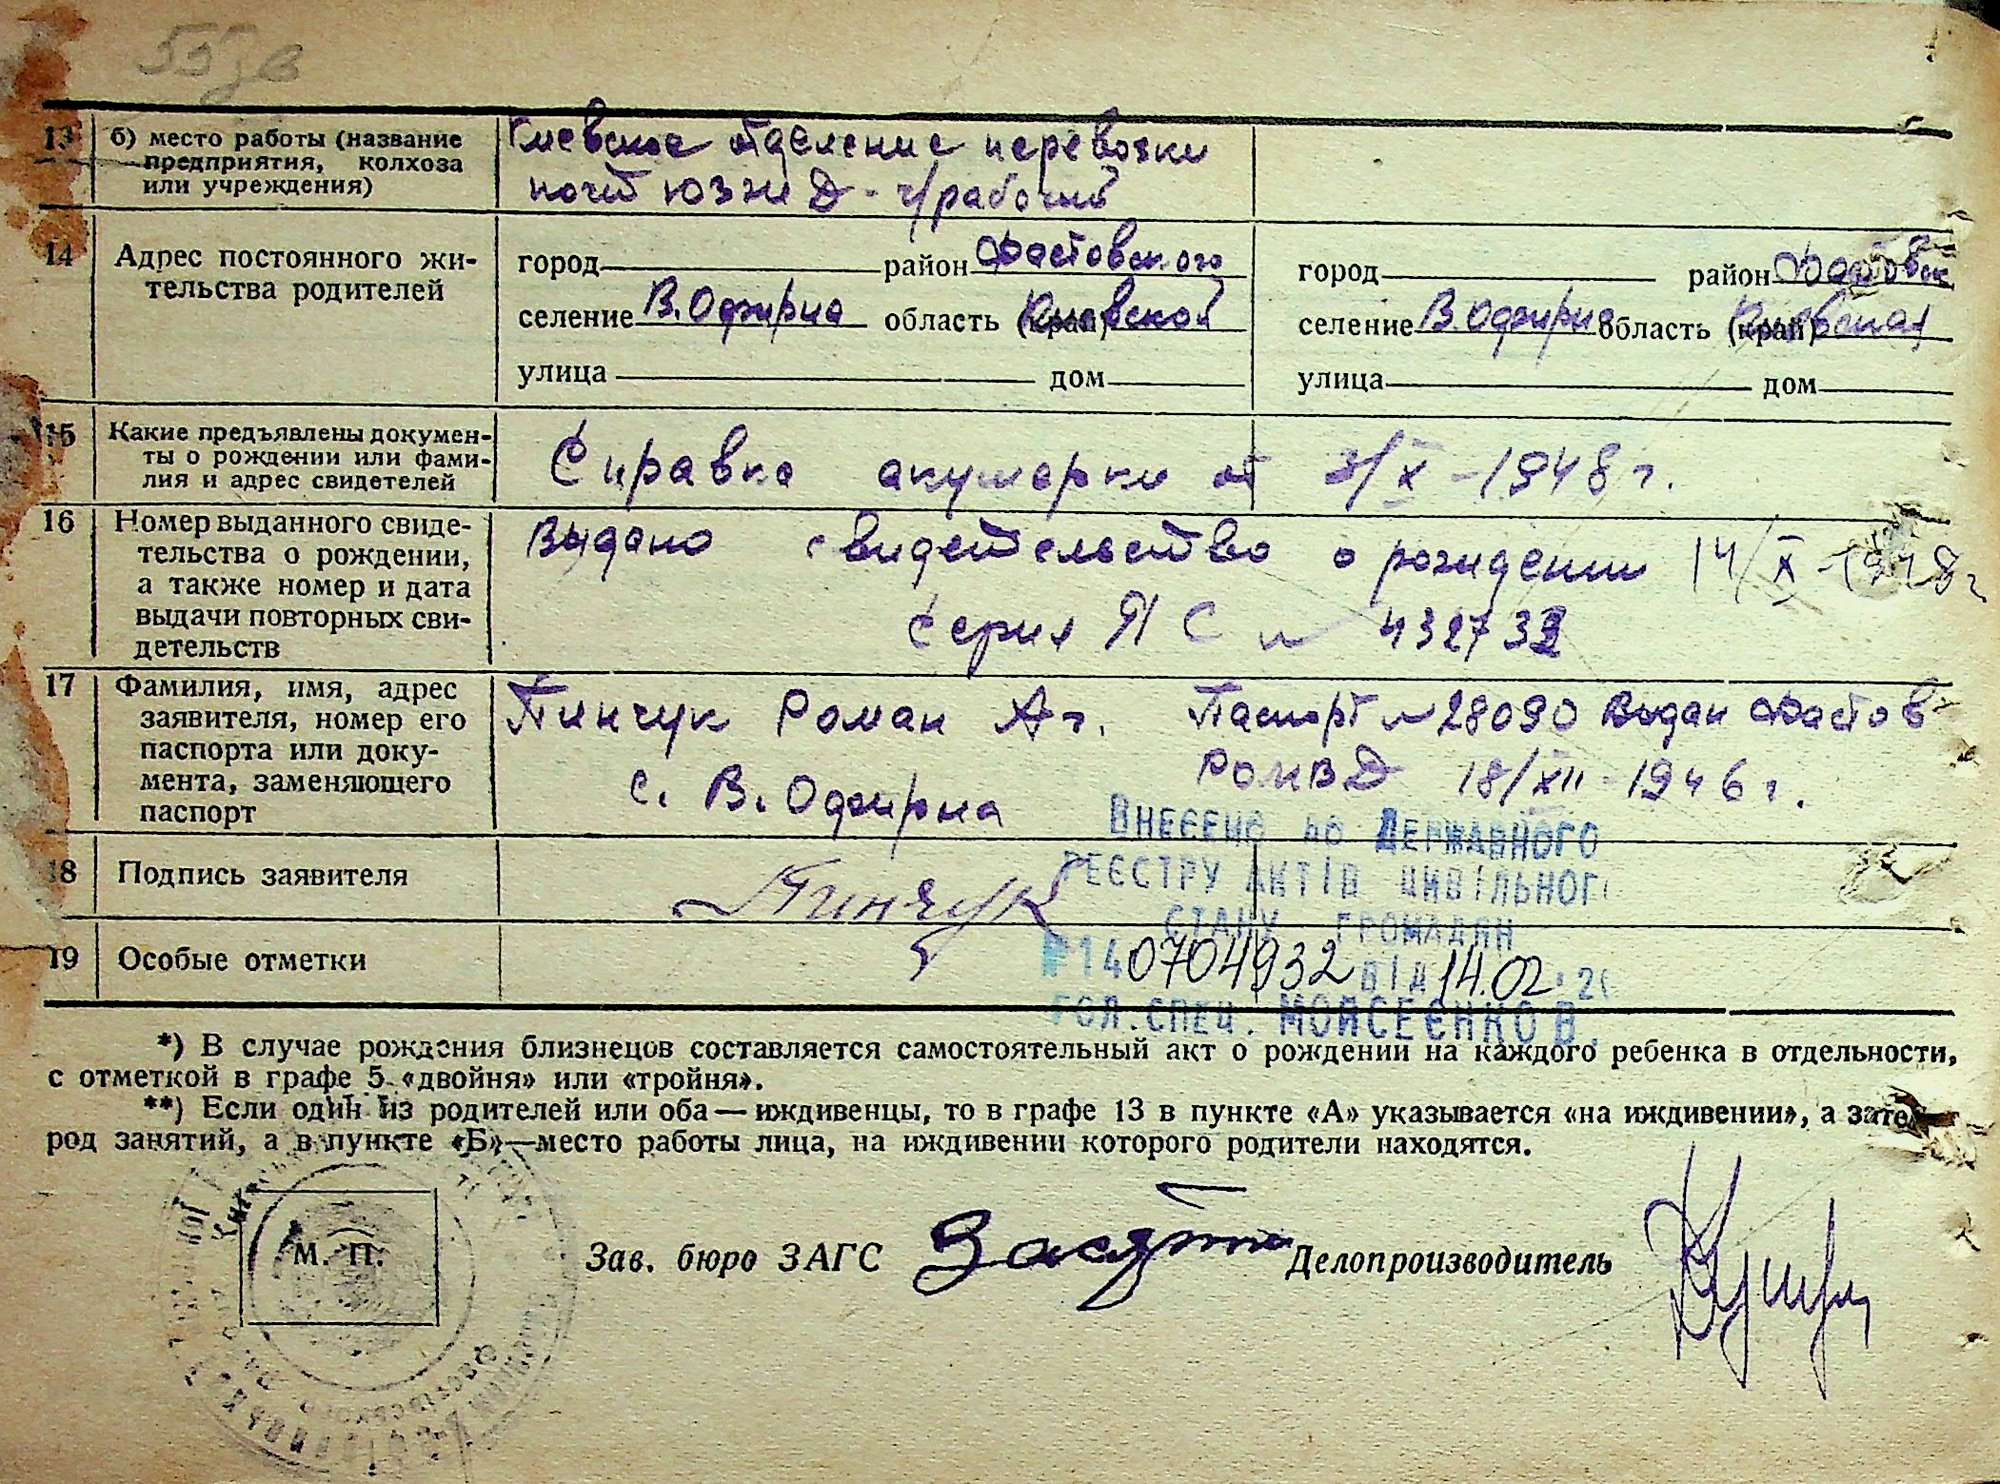 13 б) место работы (название предприятия, колхоза или учреждения)
Киевское отделение перевозки
почт ЮЗЖД - ч/рабочий
14 Адрес постоянного жительства родителей
город район Фастовского
селение В. Офирна область (край) Киевской
улица дом
город район Фастовск
селение В. Офирна область (край) Киевская
улица дом
15 Какие предъявлены документы о рождении или фамилия и адрес свидетелей
Справка акушерки от 3/X - 1948 г.
16 Номер выданного свидетельства о рождении, а также номер и дата выдачи повторных свидетельств
Выдано свидетельство о рождении 14/X - 1948 г
Серия ЯС № 432732
17 Фамилия, имя, адрес заявителя, номер его паспорта или документа, заменяющего паспорт
Пинчук Роман Аг. Паспорт № 28090 Выдан Фастов
с. В. Офирна РОМВД 18/XII - 1946 г.
18 Подпись заявителя
Пинчук
ВНЕСЕНО ДО ДЕРЖАВНОГО
РЕЄСТРУ АКТІВ ЦИВІЛЬНОГО
СТАНУ ГРОМАДЯН
19 Особые отметки
№140704932 ВІД 14.02.
ГОЛ.СПЕЦ. МОЙСЕЄНКО В.
*) В случае рождения близнецов составляется самостоятельный акт о рождении на каждого ребенка в отдельности,
с отметкой в графе 5 «двойня» или «тройня».
**) Если один из родителей или оба — иждивенцы, то в графе 13 в пункте «А» указывается «на иждивении», а затем
род занятий, а в пункте «Б»—место работы лица, на иждивении которого родители находятся.
М. П.
Зав. бюро ЗАГС
Делопроизводитель